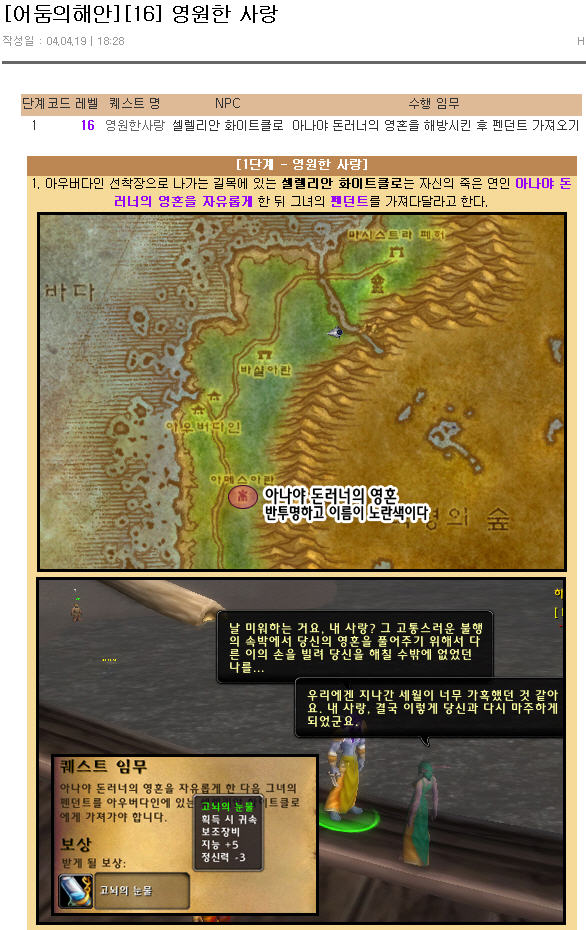 [어둠의해안][16] 영원한 사랑
작성일 : 04,04,19 | 18:28
H
단계 코드 레벨 퀘스트 명 NPC 수행 임무
1 16 영원한사랑 셀렐리안 화이트클로 아나야 돈러너의 영혼을 해방시킨 후 펜던트 가져오기
[1단계 - 영원한 사랑]
1. 아우버다인 선착장으로 나가는 길목에 있는 셀렐리안 화이트클로는 자신의 죽은 연인 아나야 돈
러너의 영혼을 자유롭게 한 뒤 그녀의 펜던트를 가져다달라고 한다.
마시스트라 폐허
바다
바샬아란
아우버다인
아메스아란
아나야 돈러너의 영혼
반투명하고 이름이 노란색이다
의 숲
날 미워하는 거요, 내 사랑? 그 고통스러운 불행
의 속박에서 당신의 영혼을 풀어주기 위해서 다
른 이의 손을 빌려 당신을 해칠 수밖에 없었던
나를...
우리에겐 지나간 세월이 너무 가혹했던 것 같아
요. 내 사랑, 결국 이렇게 당신과 다시 마주하게
되었군요.
퀘스트 임무
아나야 돈러너의 영혼을 자유롭게 한 다음 그녀의
펜던트를 아우버다인에 있는 화이트클로
에게 가져가야 합니다.
고뇌의 눈물
획득 시 귀속
보조장비
지능 +5
정신력 -3
보상
받게 될 보상:
고뇌의 눈물